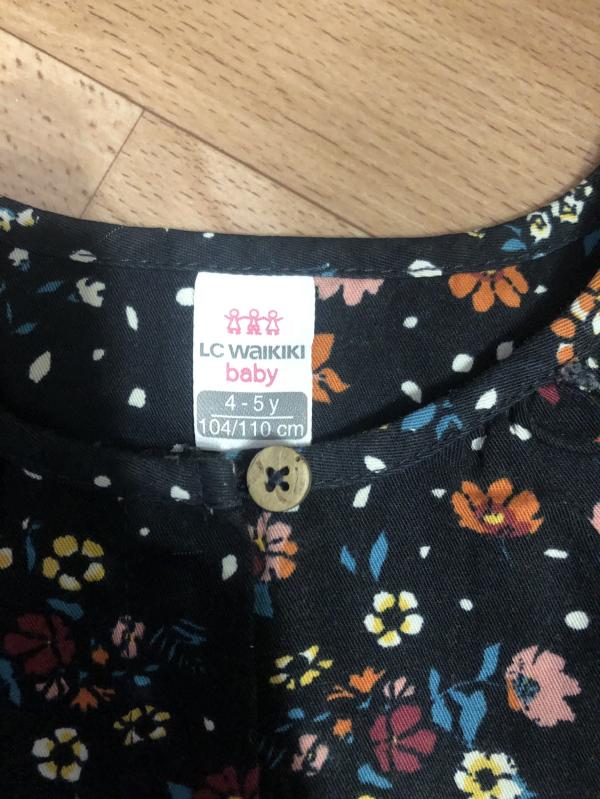 LC WAIKIKI
baby
4 - 5 y
104/110 cm